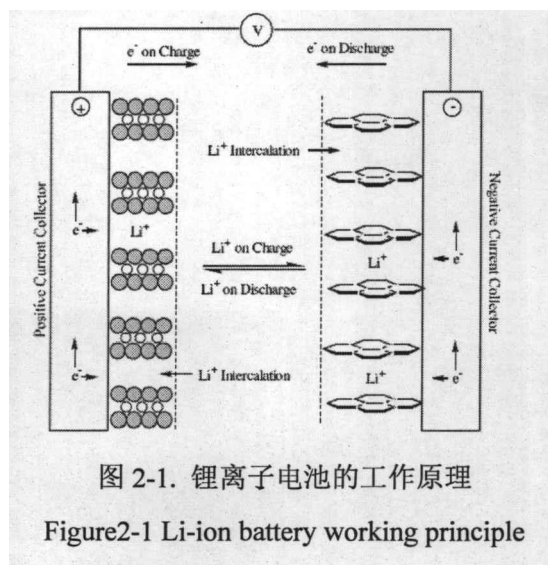 V
e⁻ on Charge
e⁻ on Discharge
+
-
Li⁺ Intercalation
Positive Current Collector
Negative Current Collector
Li⁺
e⁻
Li⁺ on Charge
Li⁺ on Discharge
Li⁺
e⁻
Li⁺ Intercalation
e⁻
Li⁺
e⁻
图 2-1. 锂离子电池的工作原理
Figure2-1 Li-ion battery working principle